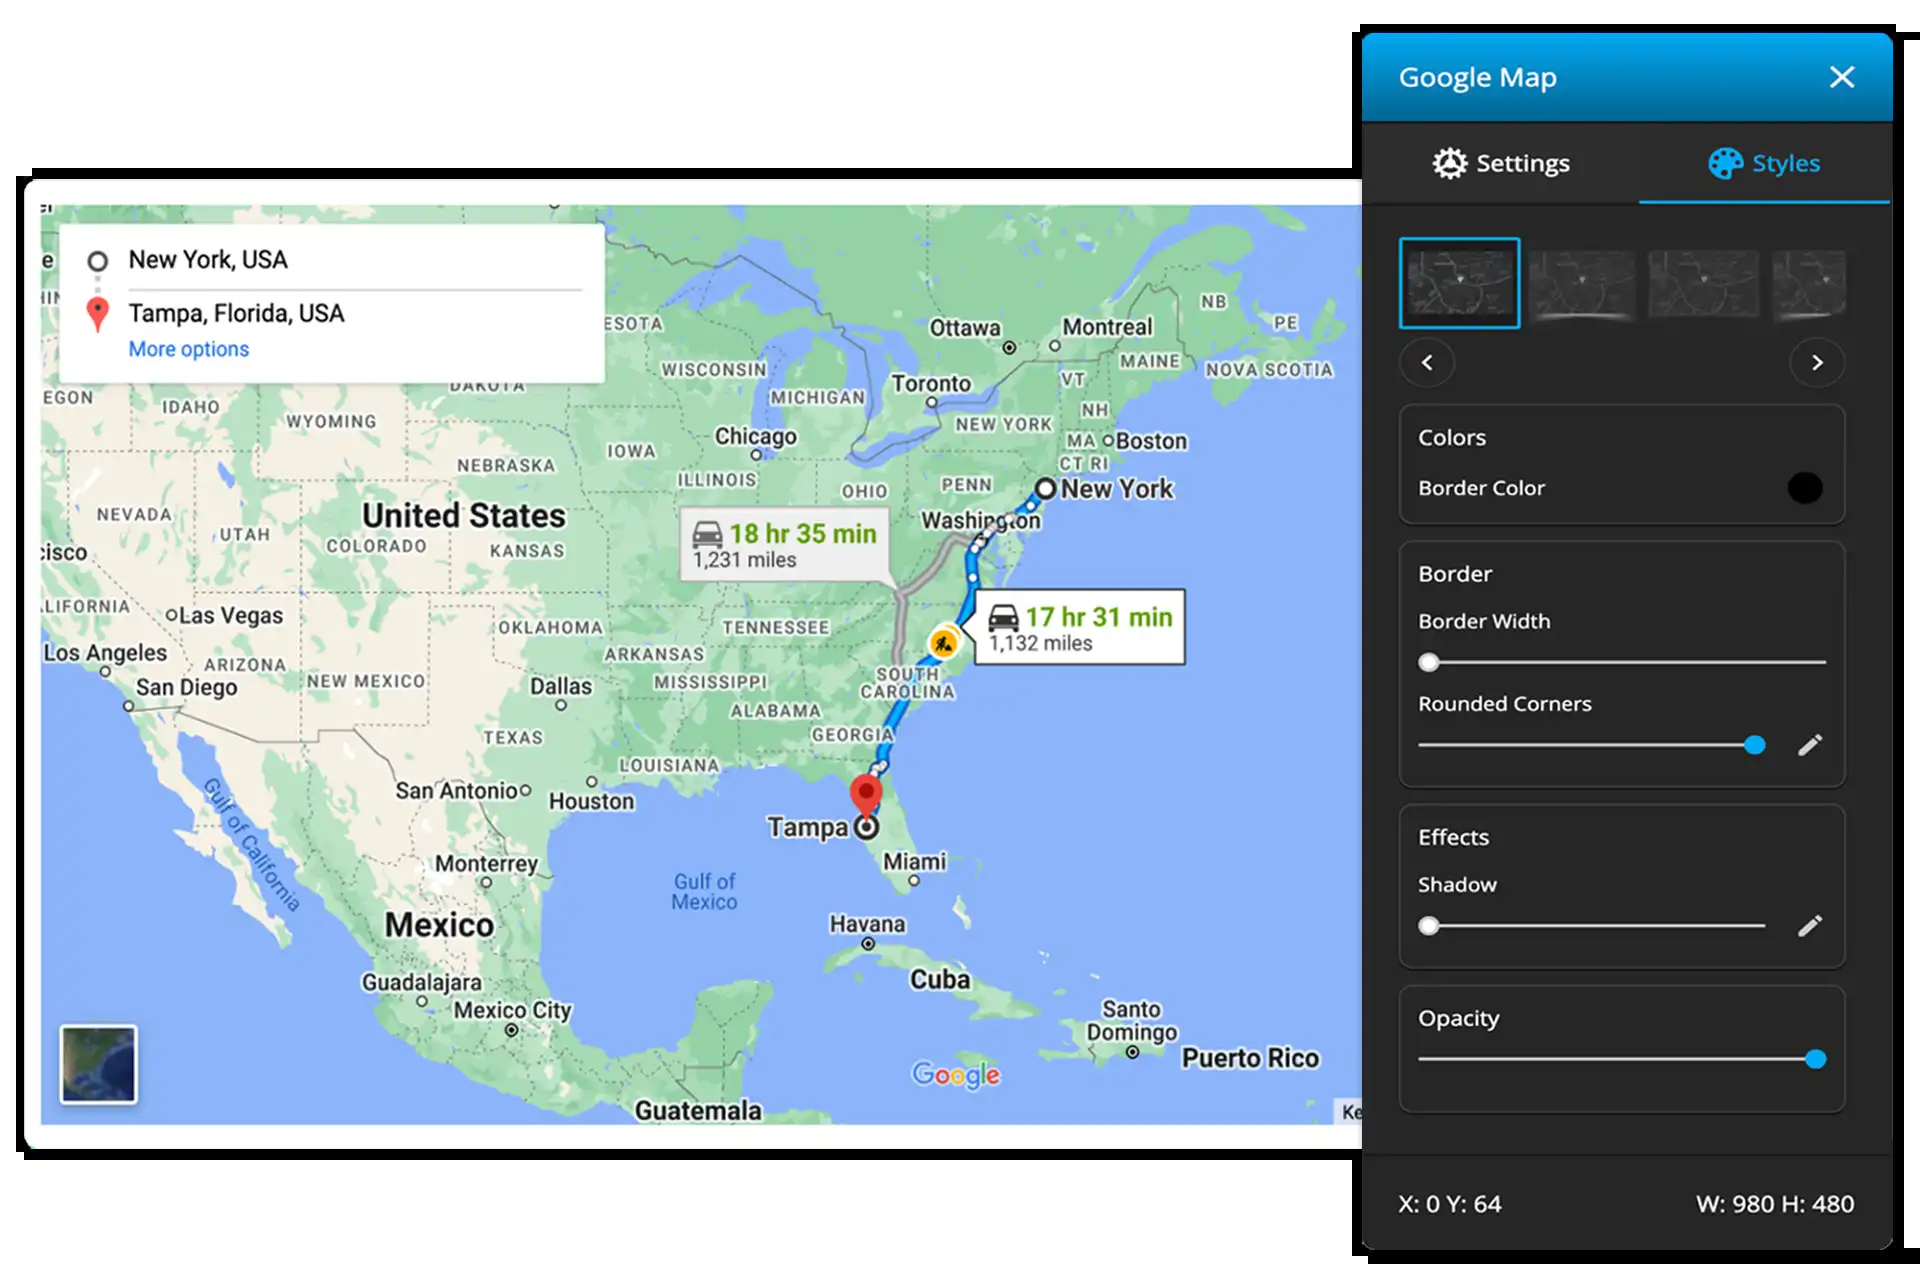 New York, USA
Tampa, Florida, USA
More options
e
ESOTA
DAKOTA
EGON
IDAHO
WYOMING
WISCONSIN
MICHIGAN
Ottawa
Montreal
NB
PE
MAINE
NOVA SCOTIA
Toronto
VT
NH
NEW YORK
MA
Boston
CT RI
Chicago
IOWA
NEBRASKA
ILLINOIS
OHIO
PENN
New York
Washington
NEVADA
UTAH
United States
COLORADO
KANSAS
18 hr 35 min
1,231 miles
cisco
LIFORNIA
Las Vegas
17 hr 31 min
1,132 miles
OKLAHOMA
TENNESSEE
Los Angeles
ARIZONA
ARKANSAS
San Diego
NEW MEXICO
Dallas
MISSISSIPPI
SOUTH
CAROLINA
ALABAMA
TEXAS
GEORGIA
LOUISIANA
San Antonio
Houston
Gulf of California
Tampa
Monterrey
Miami
Gulf of
Mexico
Mexico
Havana
Guadalajara
Mexico City
Cuba
Santo
Domingo
Puerto Rico
Google
Guatemala
Ke
Google Map
Settings
Styles
Colors
Border Color
Border
Border Width
Rounded Corners
Effects
Shadow
Opacity
X: 0 Y: 64
W: 980 H: 480